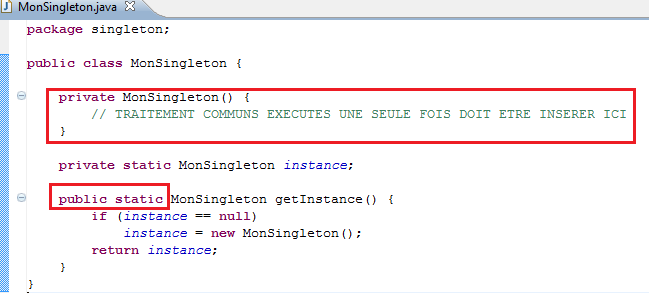 MonSingleton.java
package singleton;
public class MonSingleton {
private MonSingleton() {
// TRAITEMENT COMMUNS EXECUTES UNE SEULE FOIS DOIT ETRE INSERER ICI
}
private static MonSingleton instance;
public static MonSingleton getInstance() {
if (instance == null)
instance = new MonSingleton();
return instance;
}
}